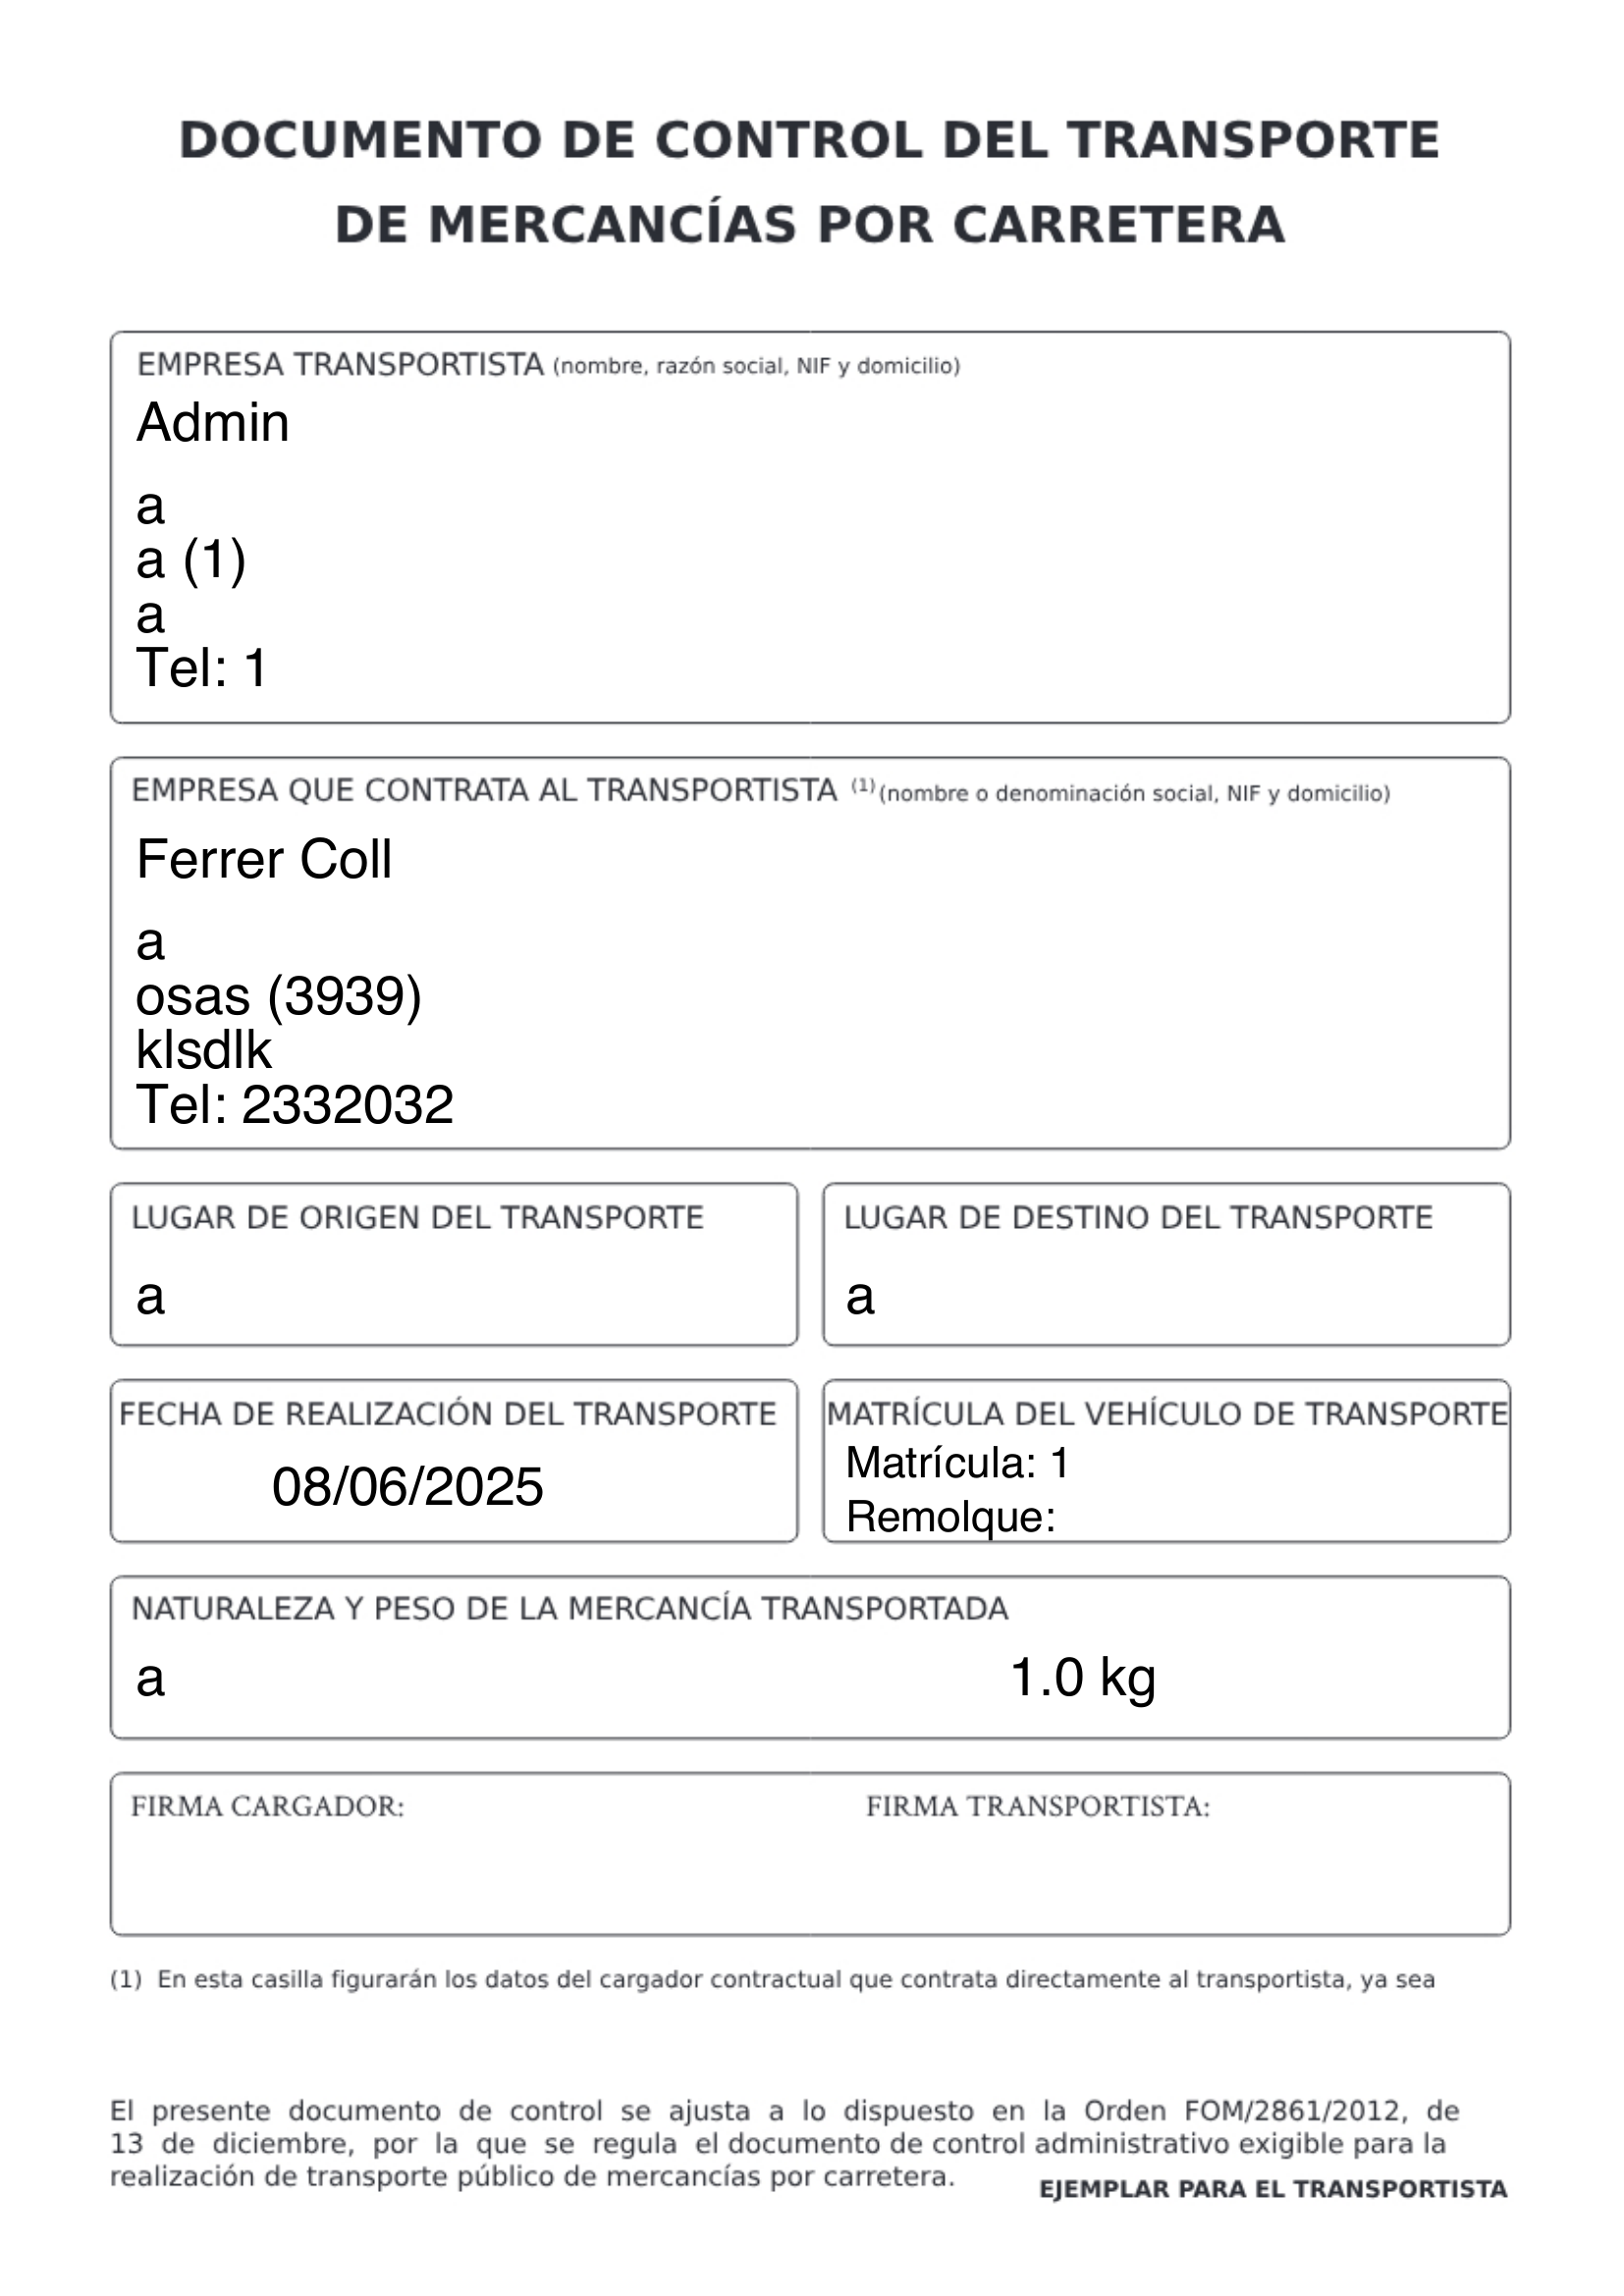 DOCUMENTO DE CONTROL DEL TRANSPORTE
DE MERCANCÍAS POR CARRETERA
EMPRESA TRANSPORTISTA (nombre, razón social, NIF y domicilio)
Admin
a
a (1)
a
Tel: 1
EMPRESA QUE CONTRATA AL TRANSPORTISTA (1) (nombre o denominación social, NIF y domicilio)
Ferrer Coll
a
osas (3939)
klsdlk
Tel: 2332032
LUGAR DE ORIGEN DEL TRANSPORTE
a
LUGAR DE DESTINO DEL TRANSPORTE
a
FECHA DE REALIZACIÓN DEL TRANSPORTE
08/06/2025
MATRÍCULA DEL VEHÍCULO DE TRANSPORTE
Matrícula: 1
Remolque:
NATURALEZA Y PESO DE LA MERCANCÍA TRANSPORTADA
a 1.0 kg
FIRMA CARGADOR: FIRMA TRANSPORTISTA:
(1) En esta casilla figurarán los datos del cargador contractual que contrata directamente al transportista, ya sea
El presente documento de control se ajusta a lo dispuesto en la Orden FOM/2861/2012, de
13 de diciembre, por la que se regula el documento de control administrativo exigible para la
realización de transporte público de mercancías por carretera.
EJEMPLAR PARA EL TRANSPORTISTA